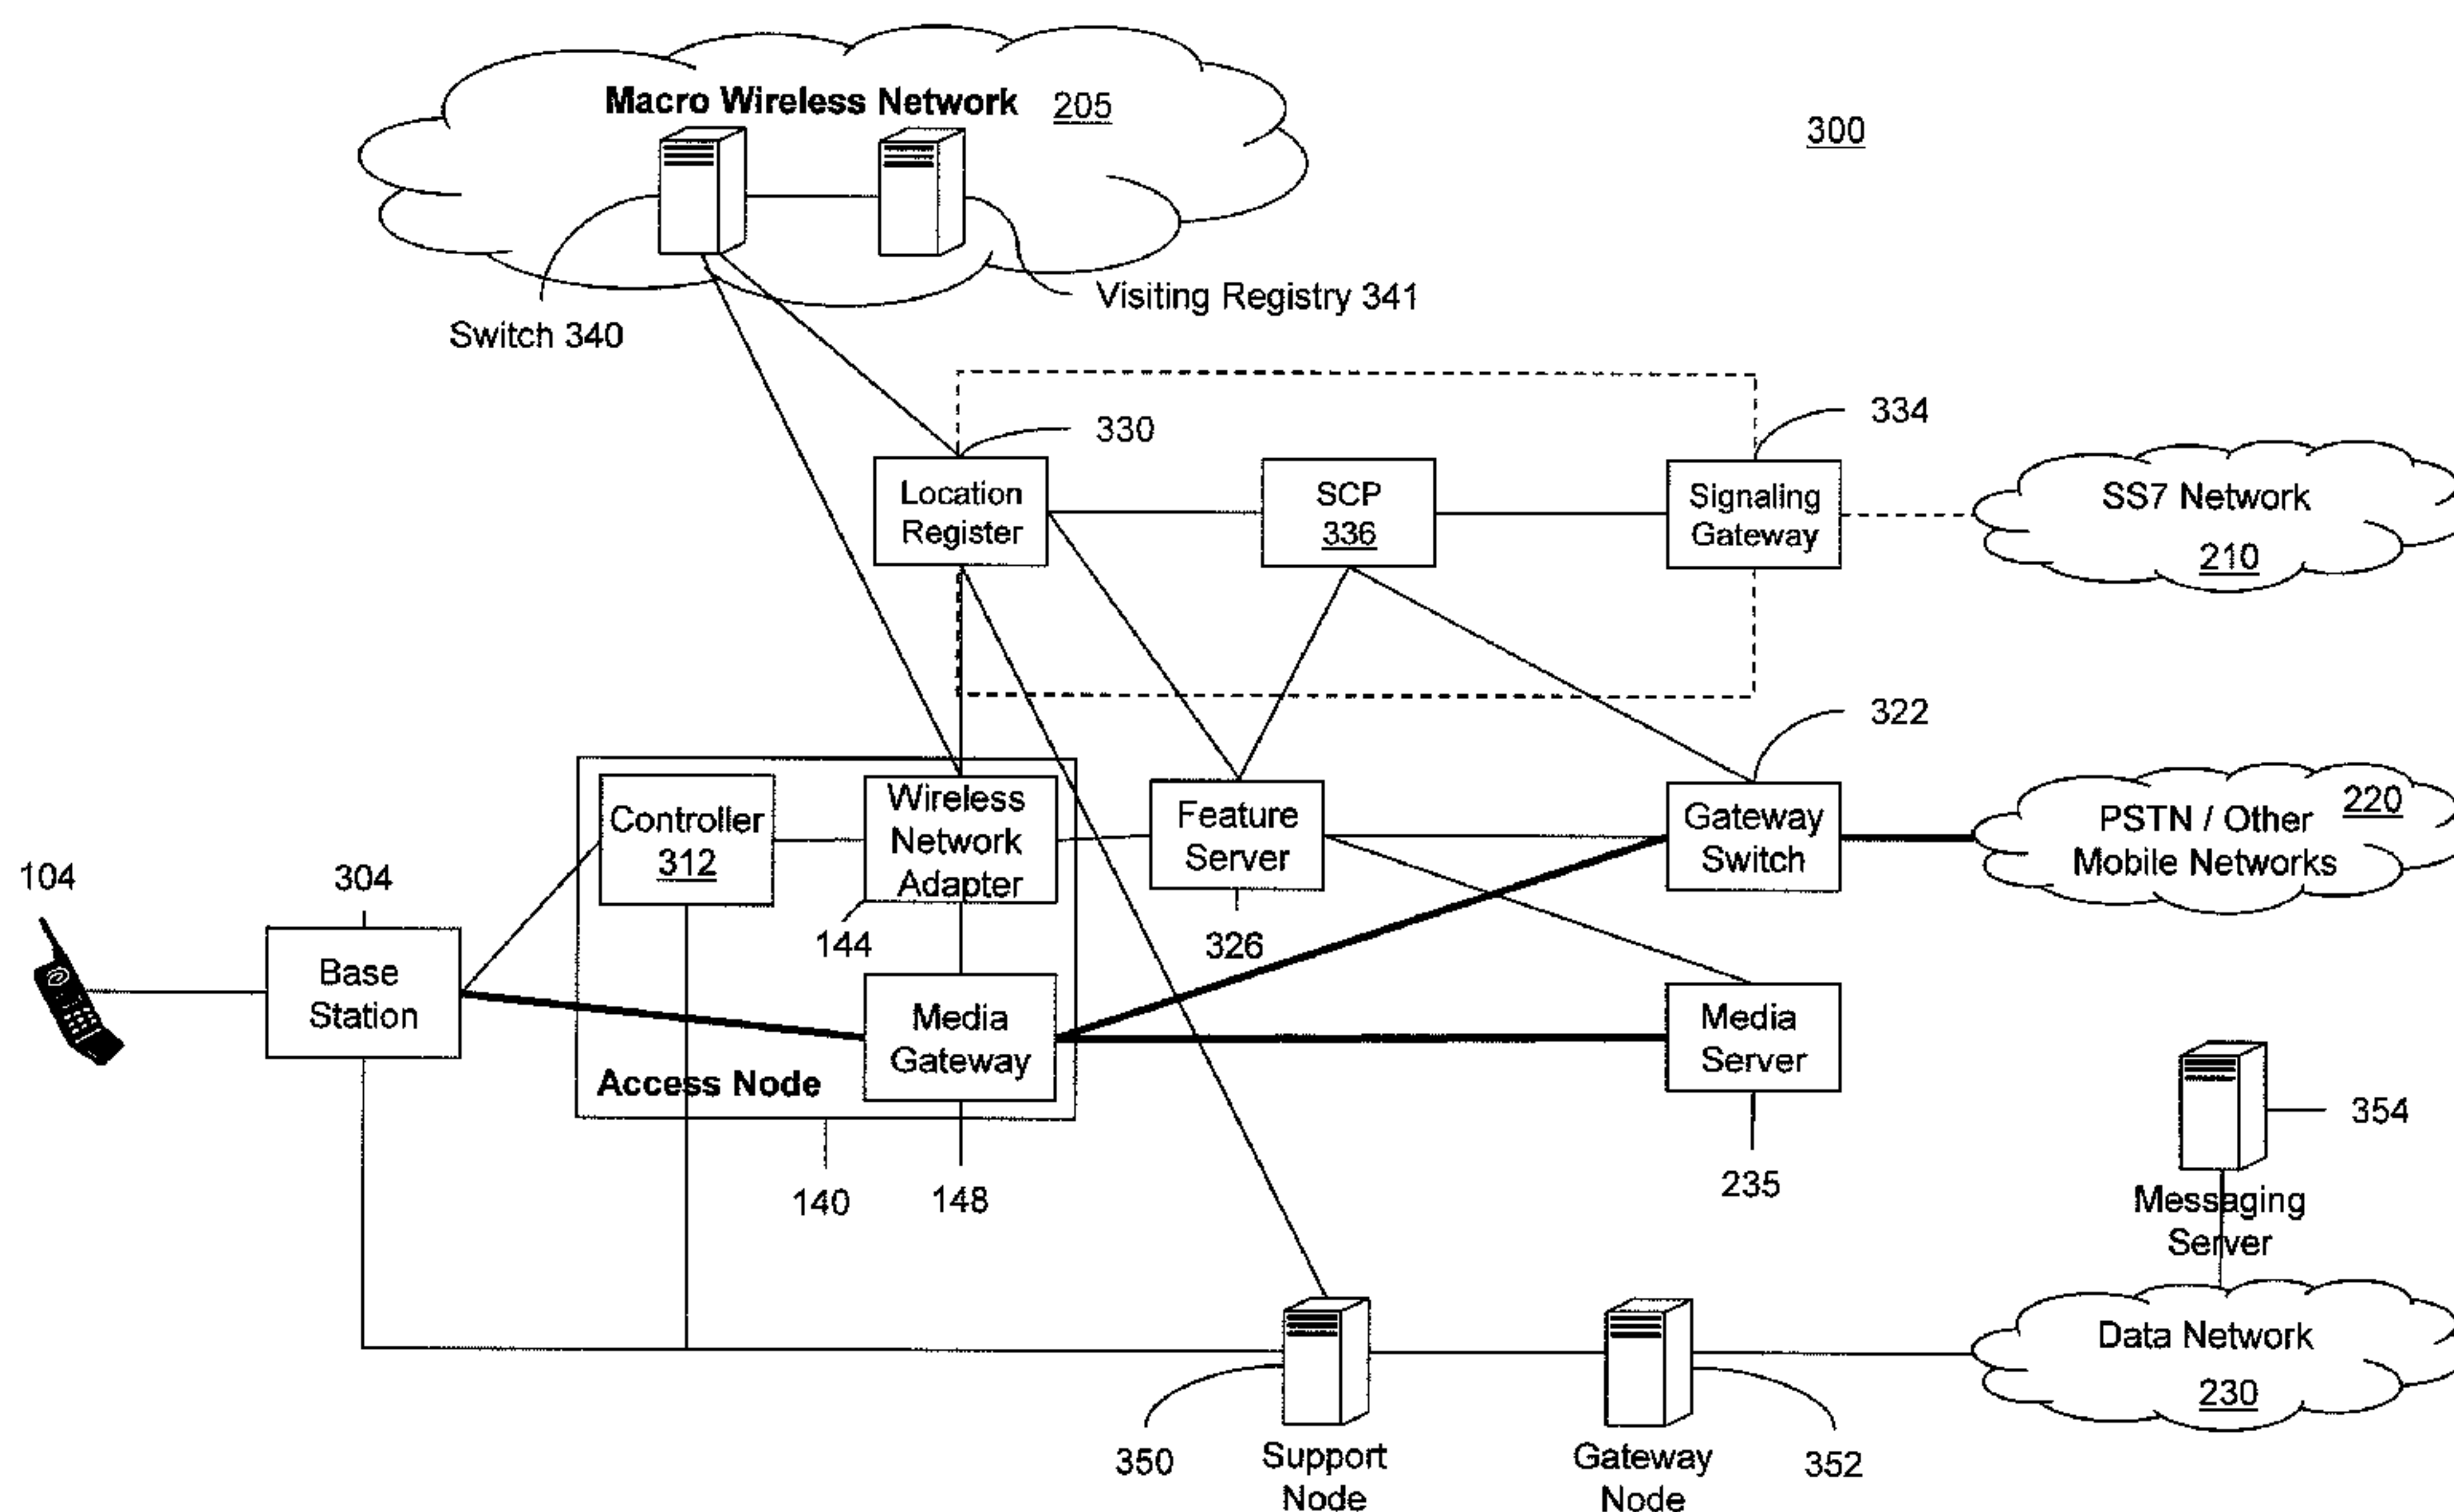 Macro Wireless Network 205
300
Switch 340
Visiting Registry 341
330
334
Location
Register
SCP
336
Signaling
Gateway
SS7 Network
210
322
Controller
312
Wireless
Network
Adapter
144
Feature
Server
326
Gateway
Switch
220
PSTN / Other
Mobile Networks
104
304
Base
Station
Media
Gateway
Access Node
140
148
Media
Server
235
354
Messaging
Server
Data Network
230
350
Support
Node
Gateway
Node
352